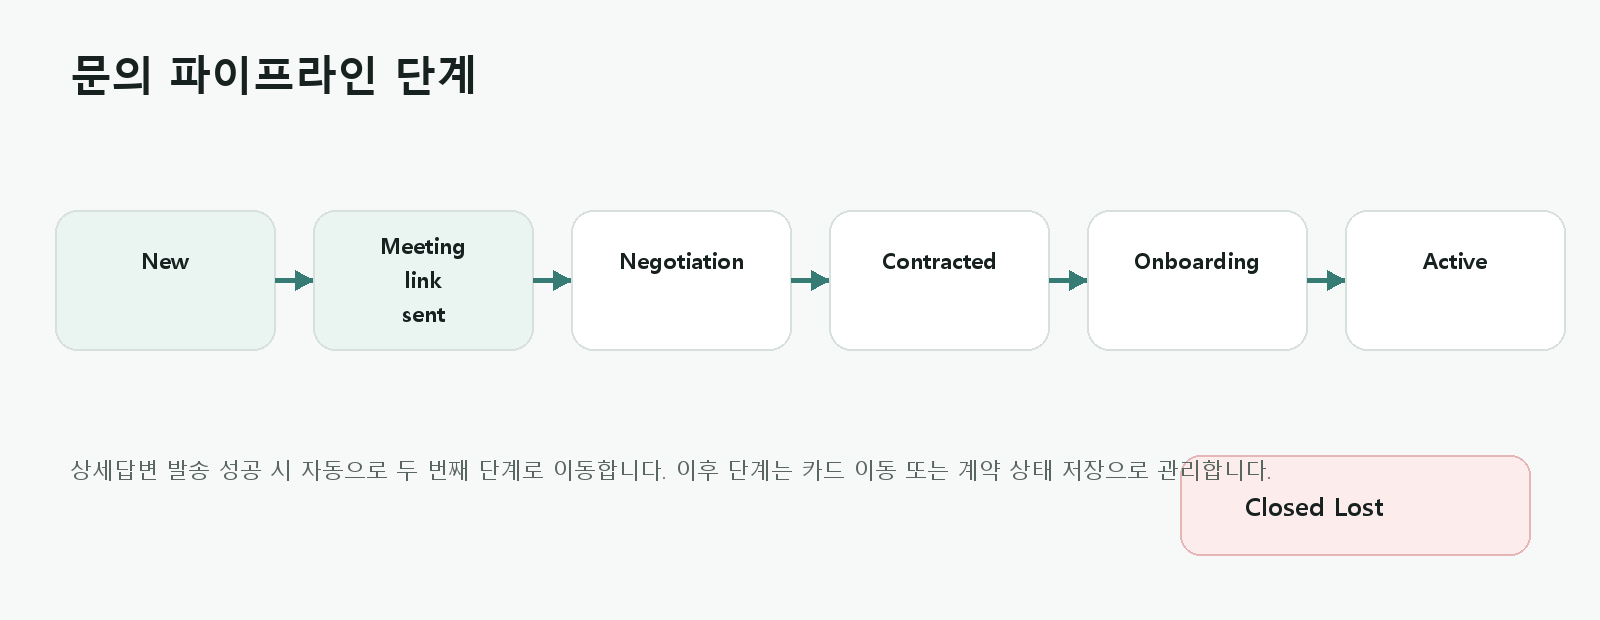 문의 파이프라인 단계
New
Meeting
link
sent
Negotiation
Contracted
Onboarding
Active
상세답변 발송 성공 시 자동으로 두 번째 단계로 이동합니다. 이후 단계는 카드 이동 또는 계약 상태 저장으로 관리합니다.
Closed Lost